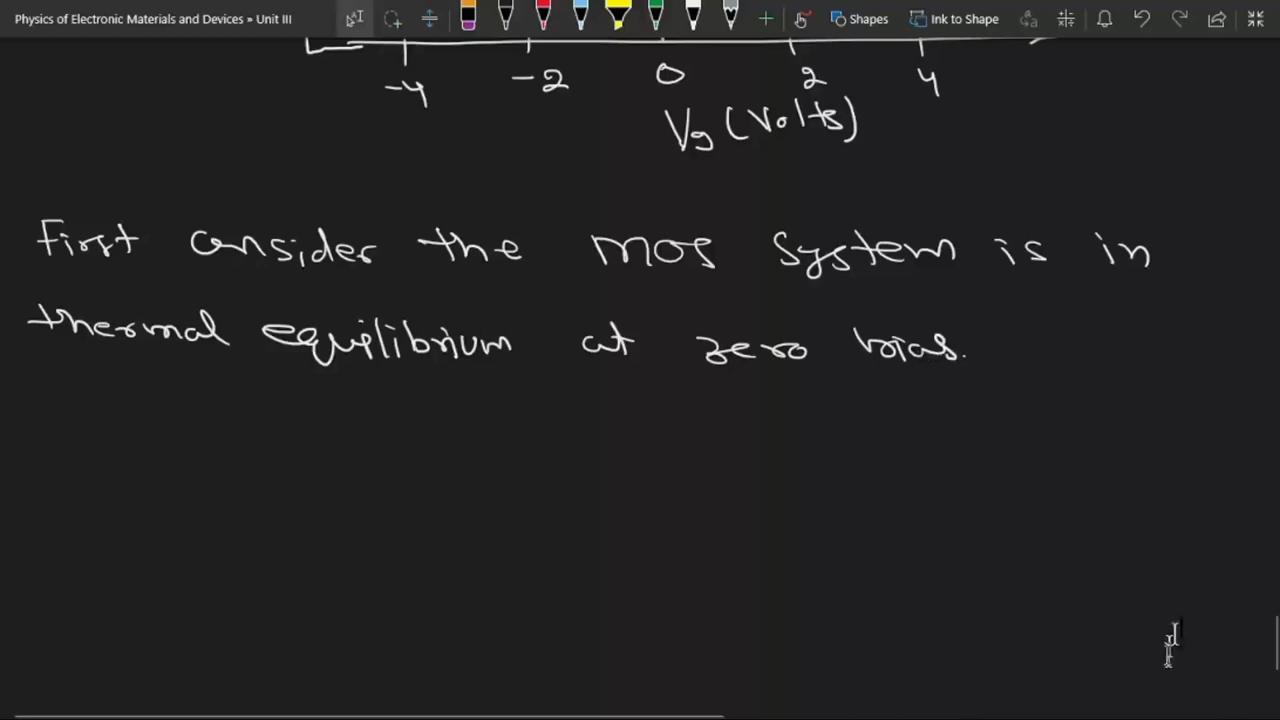 Physics of Electronic Materials and Devices » Unit III
Shapes
Ink to Shape
-4 -2 0 2 4
Vg (Volts)
First consider the MOS system is in
thermal equilibrium at zero bias.